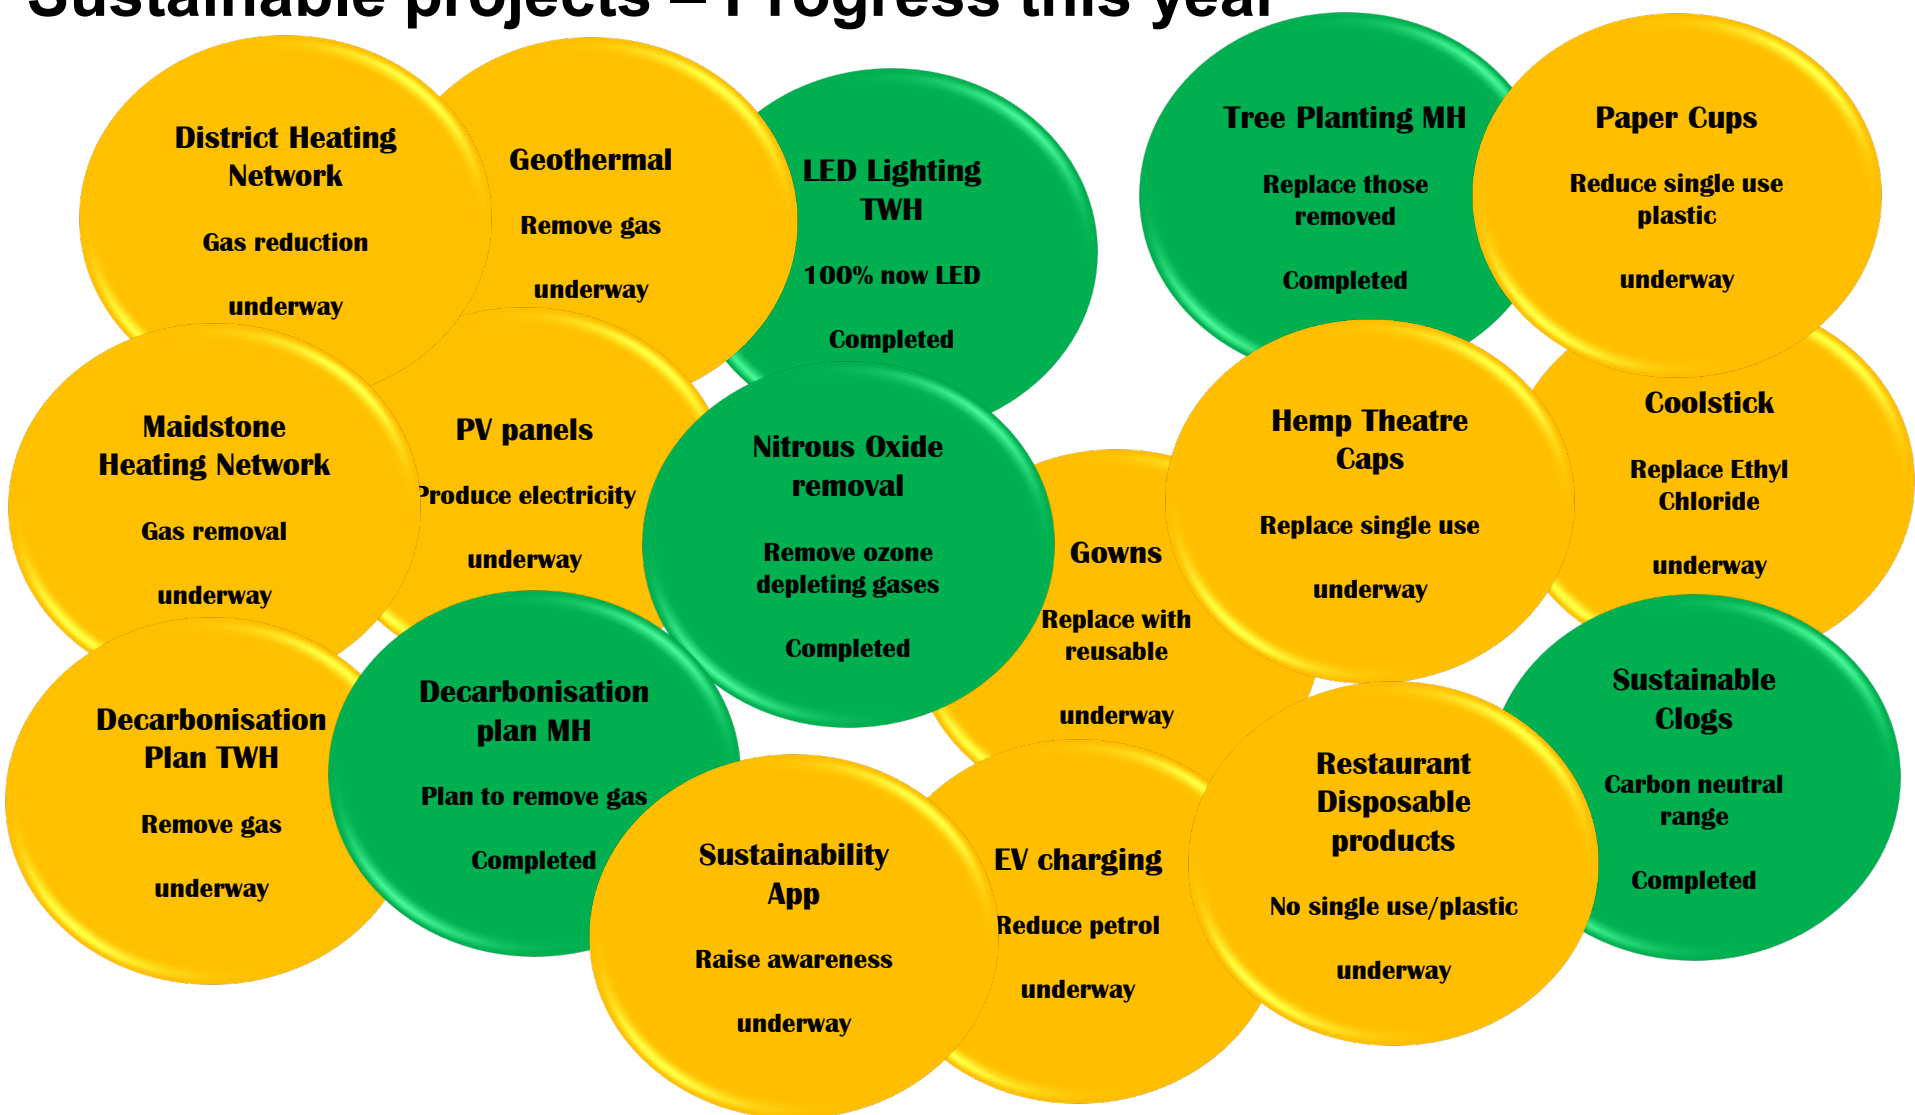 Sustainable projects – Progress this year
District Heating
Network
Gas reduction
underway
Geothermal
Remove gas
underway
LED Lighting
TWH
100% now LED
Completed
Tree Planting MH
Replace those
removed
Completed
Paper Cups
Reduce single use
plastic
underway
Maidstone
Heating Network
Gas removal
underway
PV panels
Produce electricity
underway
Nitrous Oxide
removal
Remove ozone
depleting gases
Completed
Gowns
Replace with
reusable
underway
Hemp Theatre
Caps
Replace single use
underway
Coolstick
Replace Ethyl
Chloride
underway
Decarbonisation
Plan TWH
Remove gas
underway
Decarbonisation
plan MH
Plan to remove gas
Completed
Sustainability
App
Raise awareness
underway
EV charging
Reduce petrol
underway
Restaurant
Disposable
products
No single use/plastic
underway
Sustainable
Clogs
Carbon neutral
range
Completed